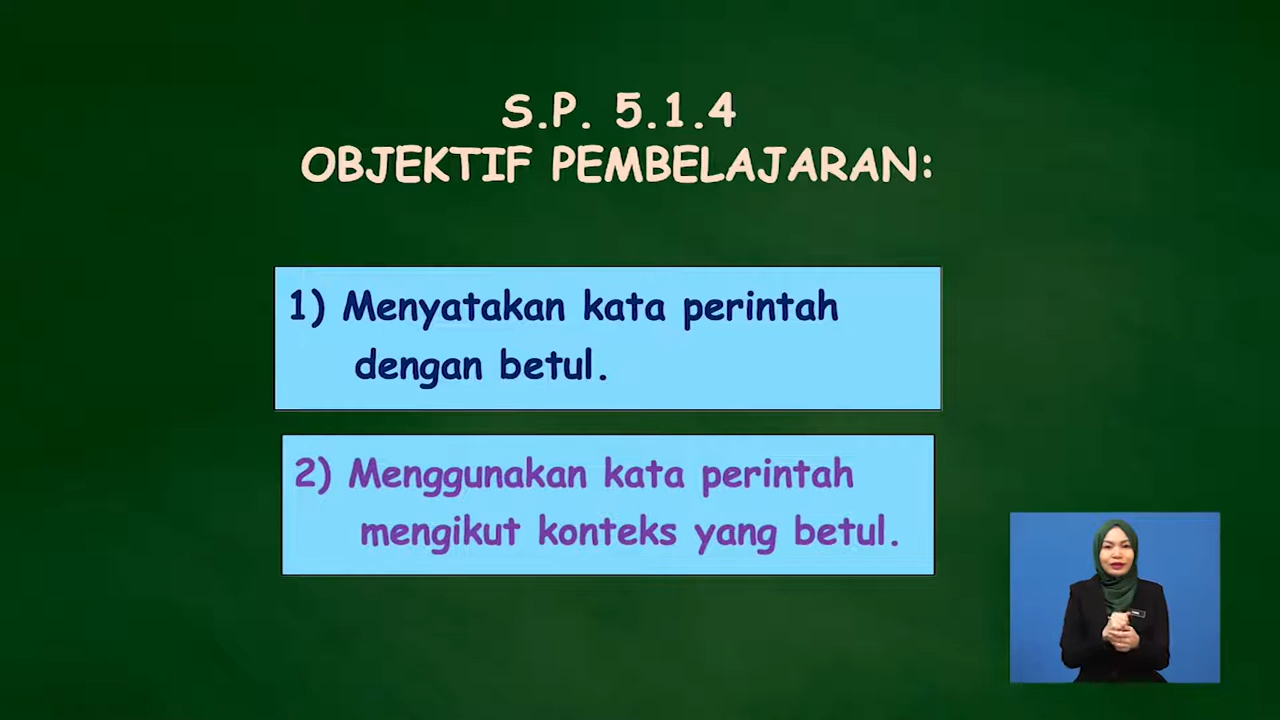 S.P. 5.1.4
OBJEKTIF PEMBELAJARAN:
1) Menyatakan kata perintah
dengan betul.
2) Menggunakan kata perintah
mengikut konteks yang betul.